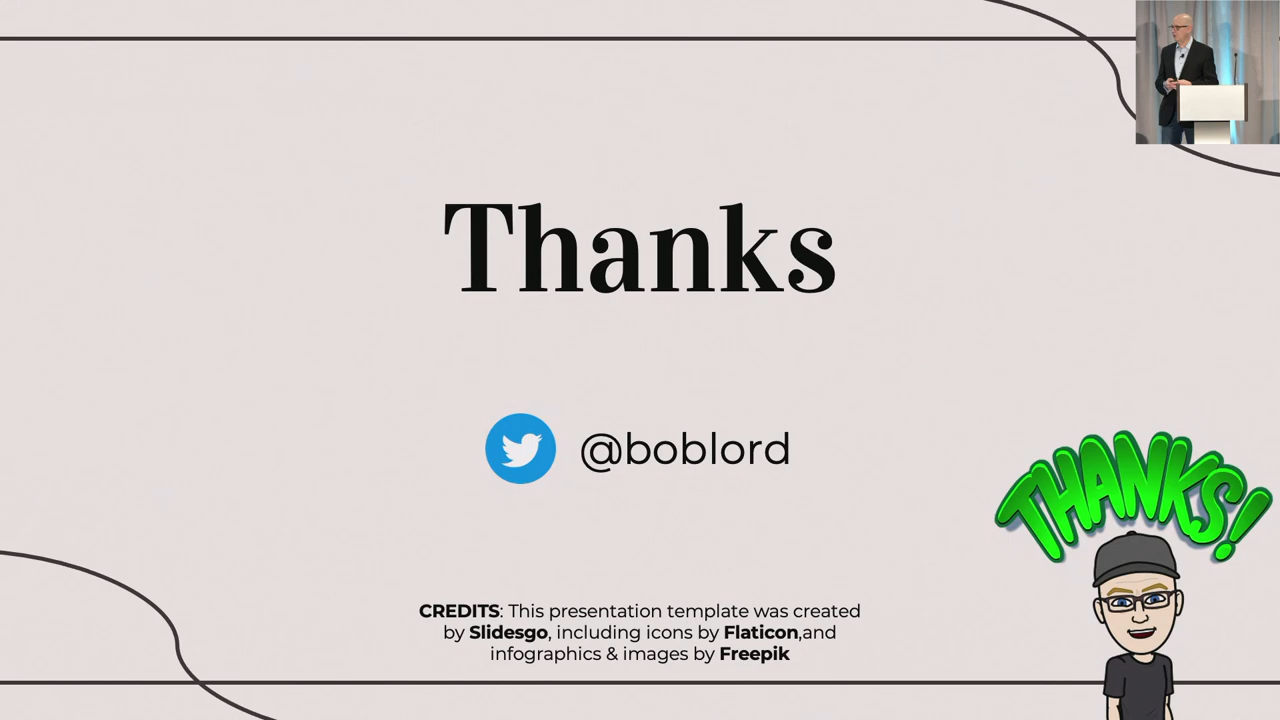 Thanks
@boblord
THANKS!
CREDITS: This presentation template was created
by Slidesgo, including icons by Flaticon,and
infographics & images by Freepik